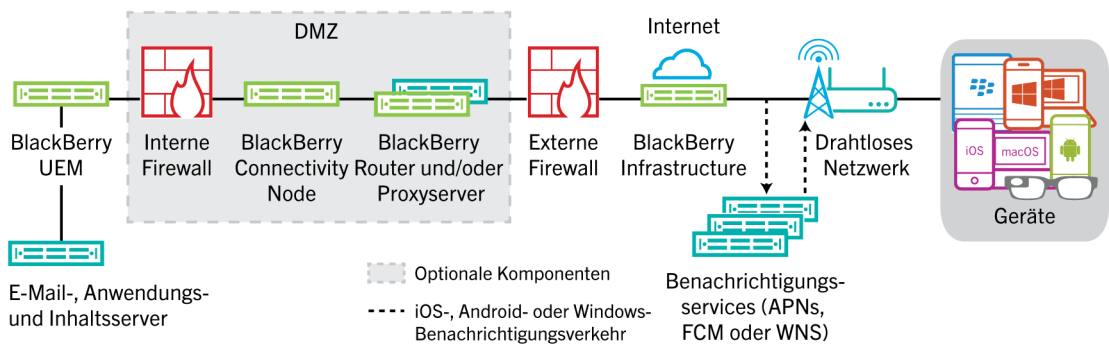 DMZ
Internet
BlackBerry
UEM
Interne
Firewall
BlackBerry
Connectivity
Node
BlackBerry
Router und/oder
Proxyserver
Externe
Firewall
BlackBerry
Infrastructure
Drahtloses
Netzwerk
iOS
macOS
Geräte
E-Mail-, Anwendungs-
und Inhaltsserver
Optionale Komponenten
iOS-, Android- oder Windows-
Benachrichtigungsverkehr
Benachrichtigungs-
services (APNs,
FCM oder WNS)